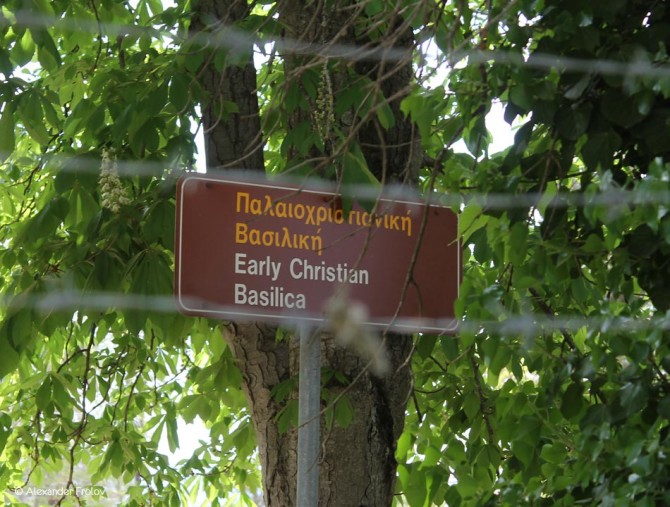 Παλαιοχριστιανική
Βασιλική
Early Christian
Basilica
© Alexander Frolov